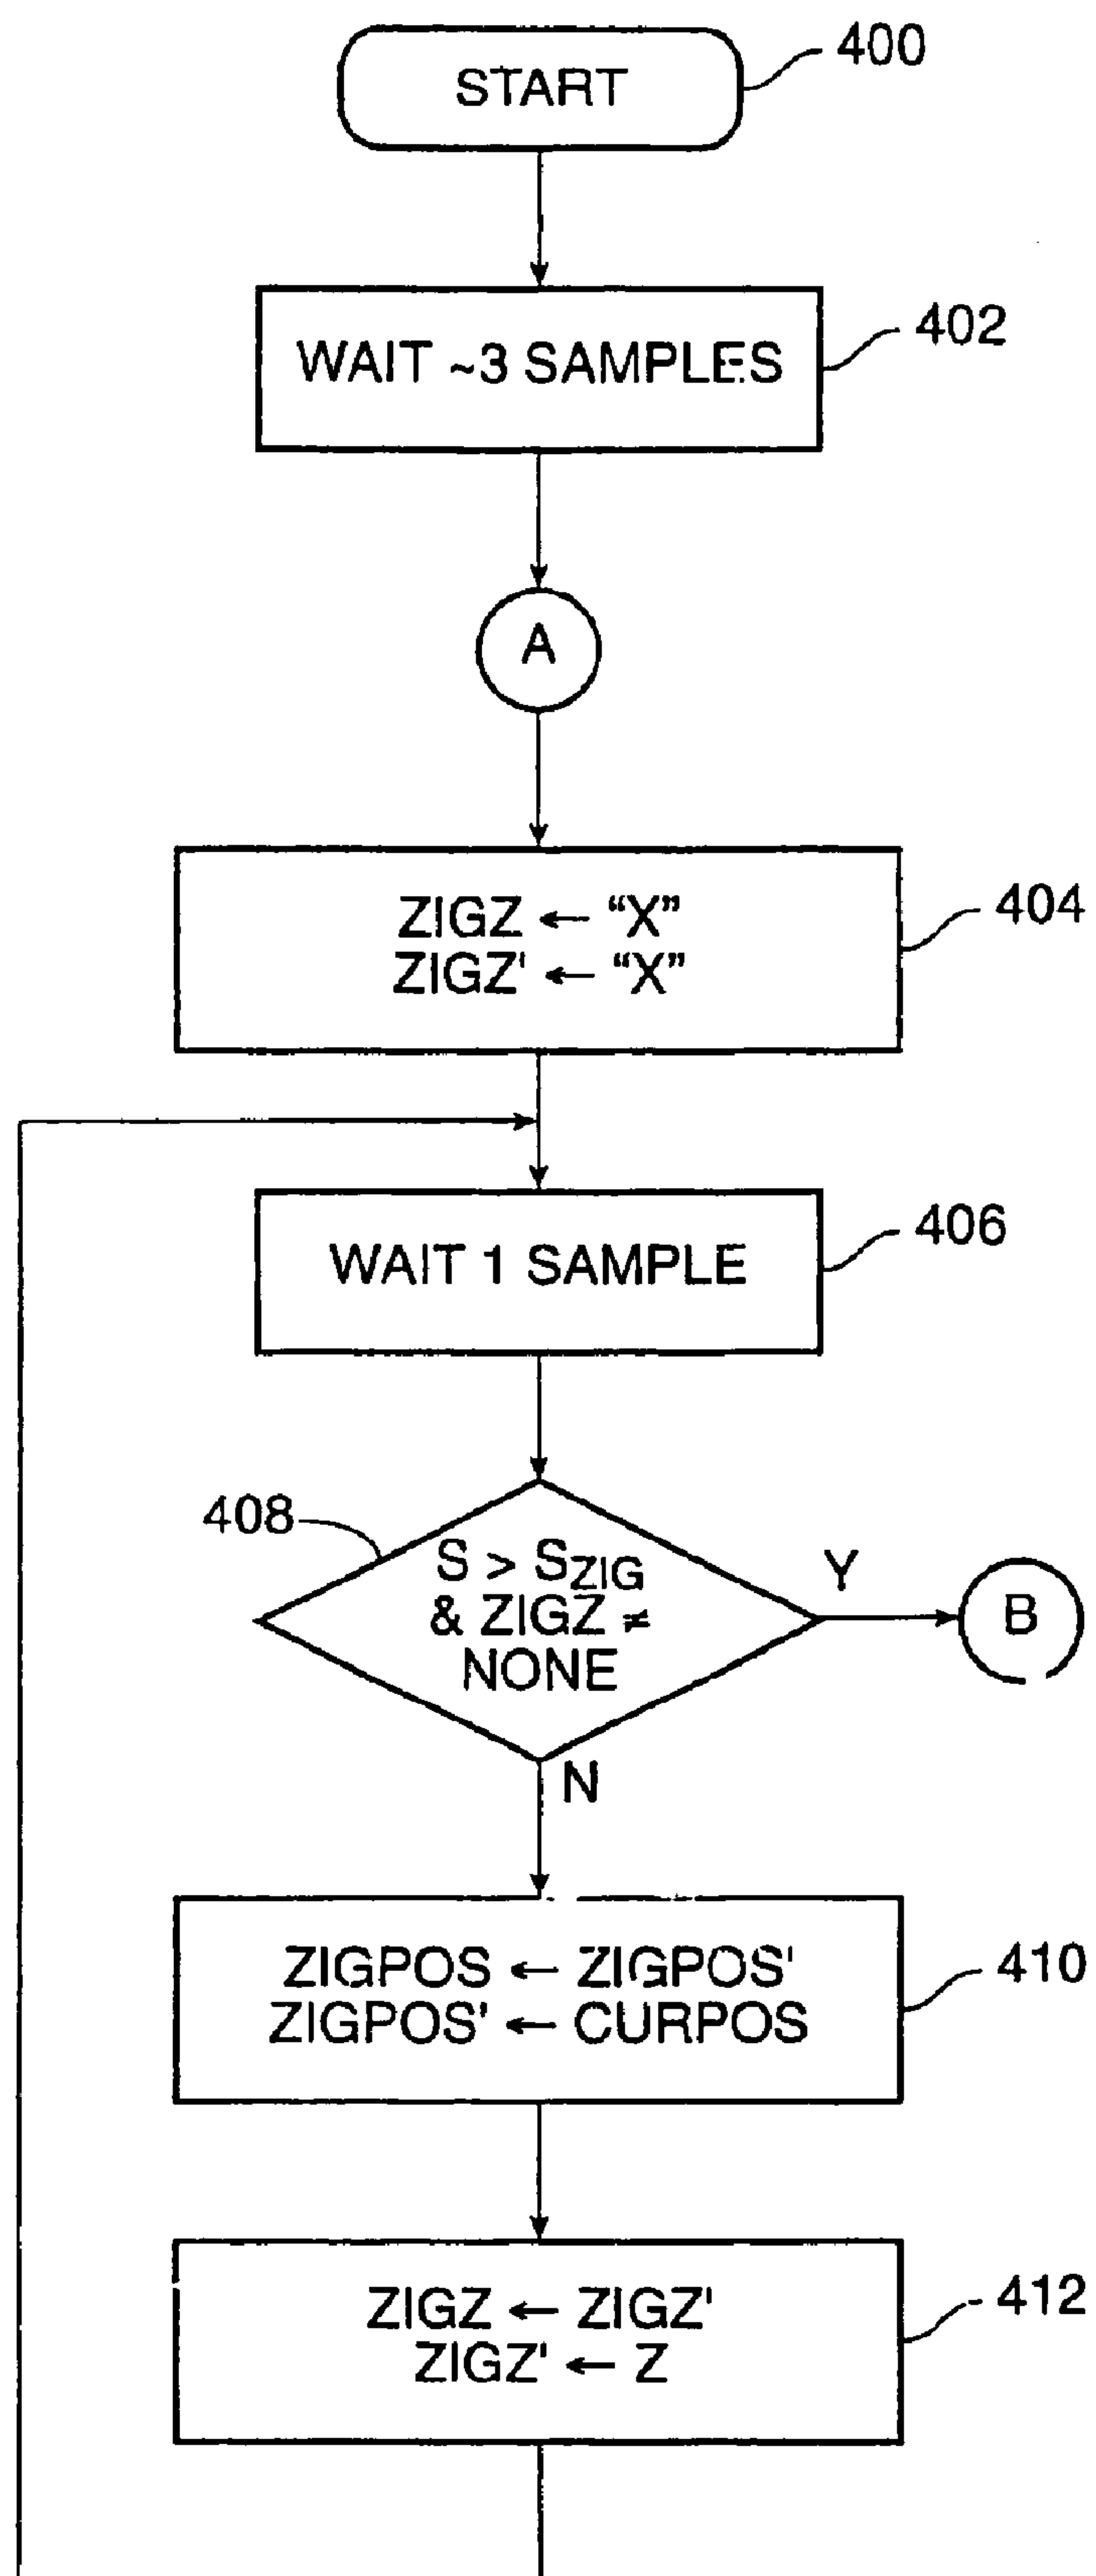 START
400
WAIT ~3 SAMPLES
402
A
ZIGZ ← “X”
ZIGZ' ← “X”
404
WAIT 1 SAMPLE
406
408
S > SZIG
& ZIGZ ≠
NONE
Y
B
N
ZIGPOS ← ZIGPOS'
ZIGPOS' ← CURPOS
410
ZIGZ ← ZIGZ'
ZIGZ' ← Z
412